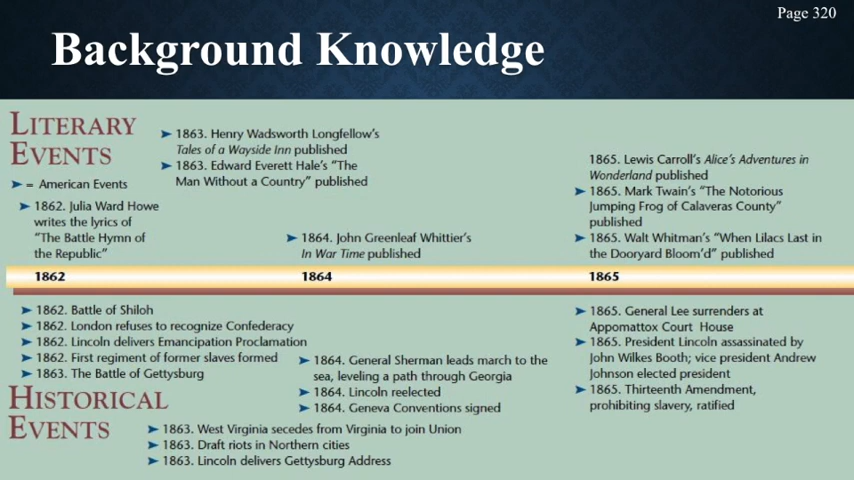 Page 320
Background Knowledge
LITERARY
EVENTS
➤ = American Events
➤ 1862. Julia Ward Howe
writes the lyrics of
“The Battle Hymn of
the Republic”
➤ 1863. Henry Wadsworth Longfellow’s
Tales of a Wayside Inn published
➤ 1863. Edward Everett Hale’s “The
Man Without a Country” published
➤ 1864. John Greenleaf Whittier’s
In War Time published
1865. Lewis Carroll’s Alice’s Adventures in
Wonderland published
➤ 1865. Mark Twain’s “The Notorious
Jumping Frog of Calaveras County”
published
➤ 1865. Walt Whitman’s “When Lilacs Last in
the Dooryard Bloom’d” published
1862
1864
1865
➤ 1862. Battle of Shiloh
➤ 1862. London refuses to recognize Confederacy
➤ 1862. Lincoln delivers Emancipation Proclamation
➤ 1862. First regiment of former slaves formed
➤ 1863. The Battle of Gettysburg
➤ 1864. General Sherman leads march to the
sea, leveling a path through Georgia
➤ 1864. Lincoln reelected
➤ 1864. Geneva Conventions signed
➤ 1865. General Lee surrenders at
Appomattox Court House
➤ 1865. President Lincoln assassinated by
John Wilkes Booth; vice president Andrew
Johnson elected president
➤ 1865. Thirteenth Amendment,
prohibiting slavery, ratified
HISTORICAL
EVENTS
➤ 1863. West Virginia secedes from Virginia to join Union
➤ 1863. Draft riots in Northern cities
➤ 1863. Lincoln delivers Gettysburg Address